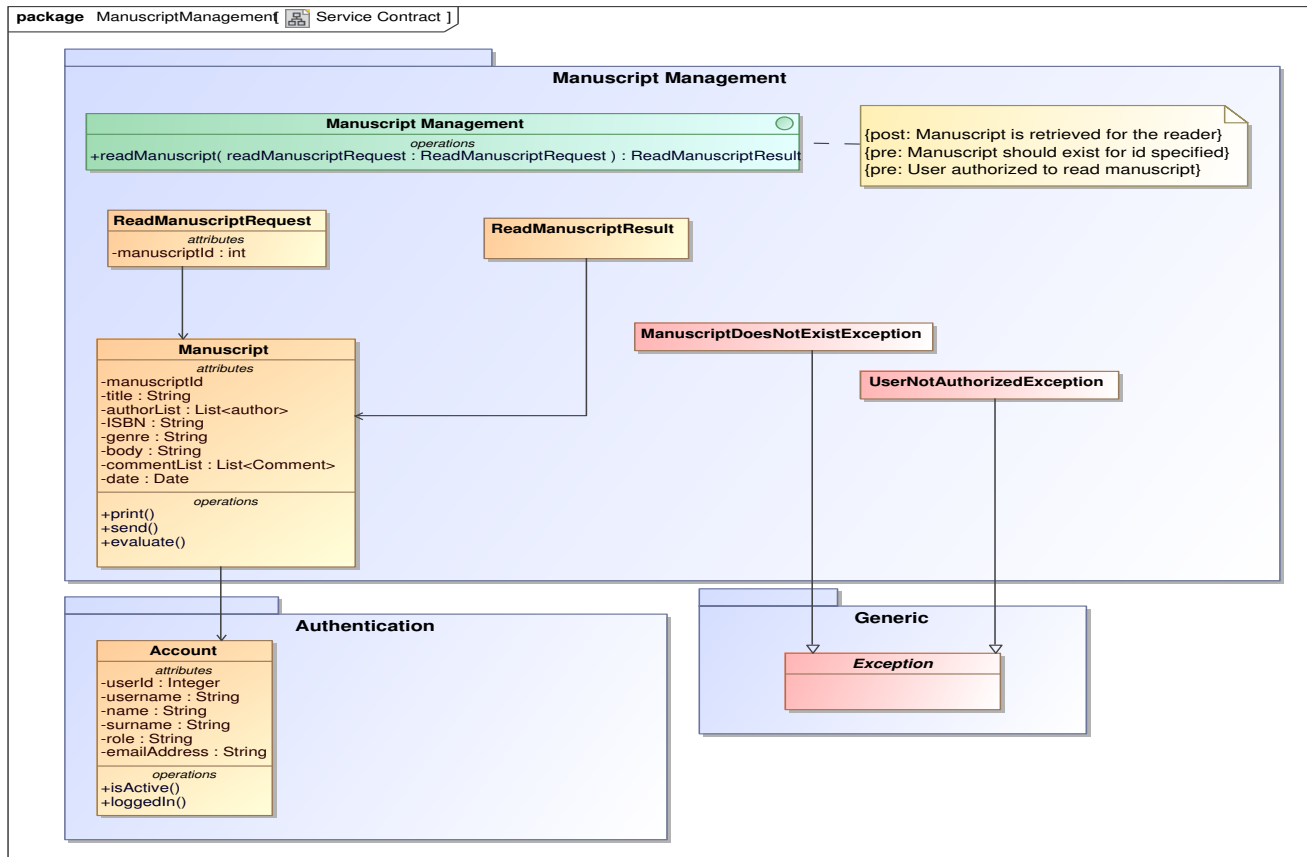 package ManuscriptManagement[ Service Contract ]
Manuscript Management
Manuscript Management
operations
+readManuscript( readManuscriptRequest : ReadManuscriptRequest ) : ReadManuscriptResult
{post: Manuscript is retrieved for the reader}
{pre: Manuscript should exist for id specified}
{pre: User authorized to read manuscript}
ReadManuscriptRequest
attributes
-manuscriptId : int
ReadManuscriptResult
ManuscriptDoesNotExistException
UserNotAuthorizedException
Manuscript
attributes
-manuscriptId
-title : String
-authorList : List<author>
-ISBN : String
-genre : String
-body : String
-commentList : List<Comment>
-date : Date
operations
+print()
+send()
+evaluate()
Authentication
Account
attributes
-userId : Integer
-username : String
-name : String
-surname : String
-role : String
-emailAddress : String
operations
+isActive()
+loggedIn()
Generic
Exception